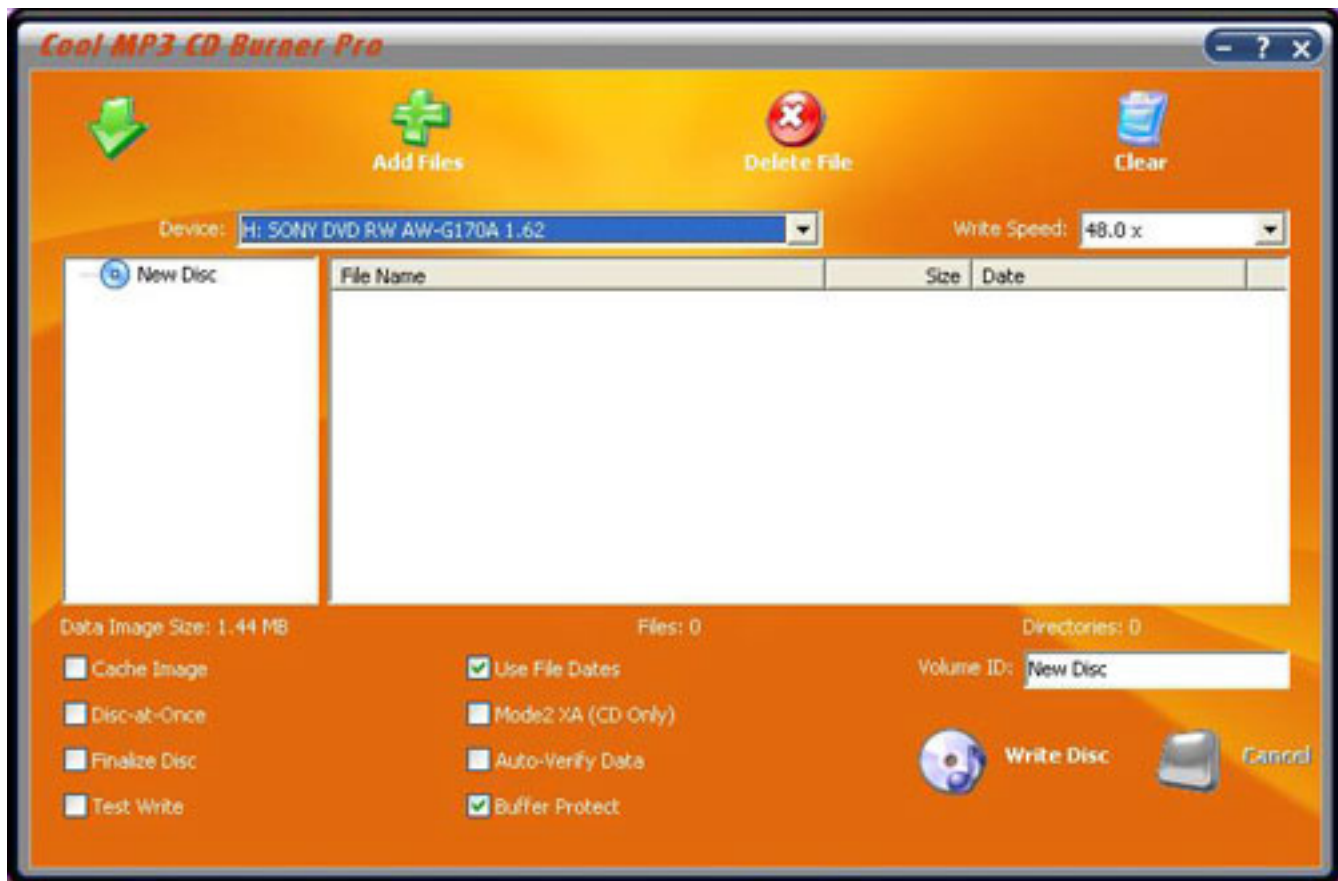 Cool MP3 CD Burner Pro
- ? x
Add Files
Delete File
Clear
Device: H: SONY DVD RW AW-G170A 1.62
Write Speed: 48.0 x
New Disc
File Name Size Date
Data Image Size: 1.44 MB
Files: 0
Directories: 0
Cache Image
Use File Dates
Volume ID: New Disc
Disc-at-Once
Mode2 XA (CD Only)
Finalize Disc
Auto-Verify Data
Write Disc
Cancel
Test Write
Buffer Protect